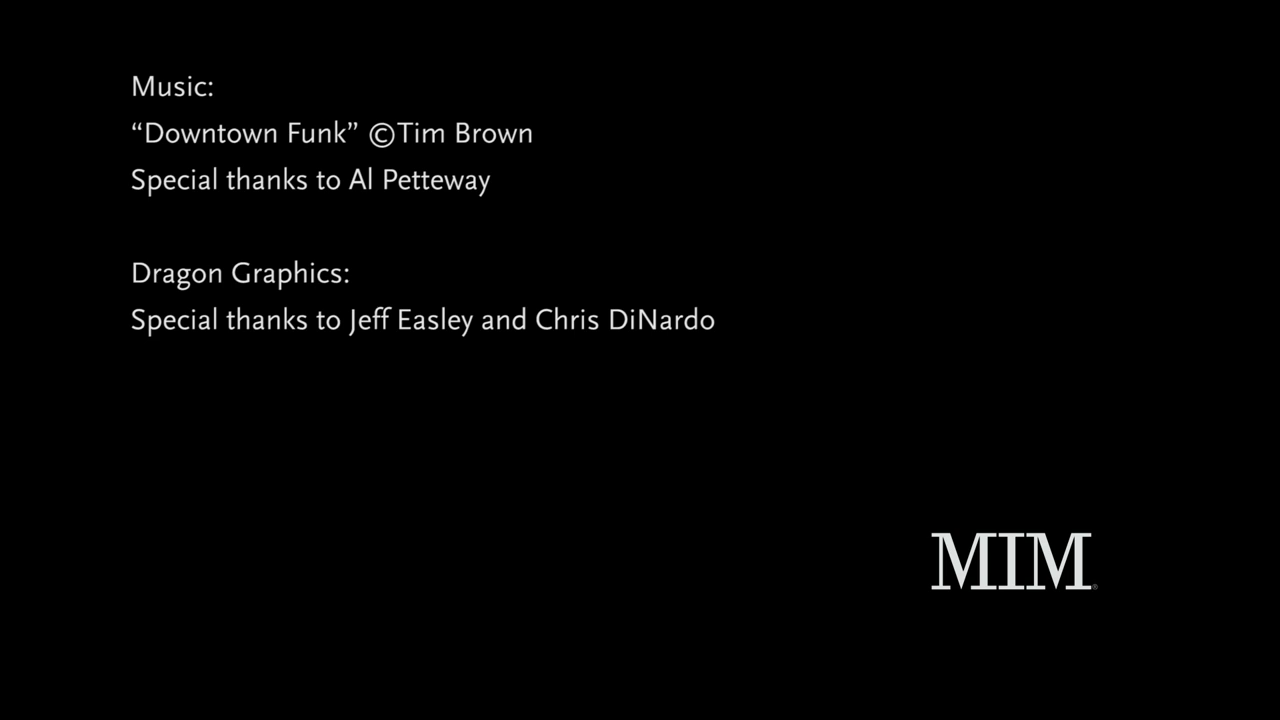 Music:
“Downtown Funk” ©Tim Brown
Special thanks to Al Petteway
Dragon Graphics:
Special thanks to Jeff Easley and Chris DiNardo
MIM®